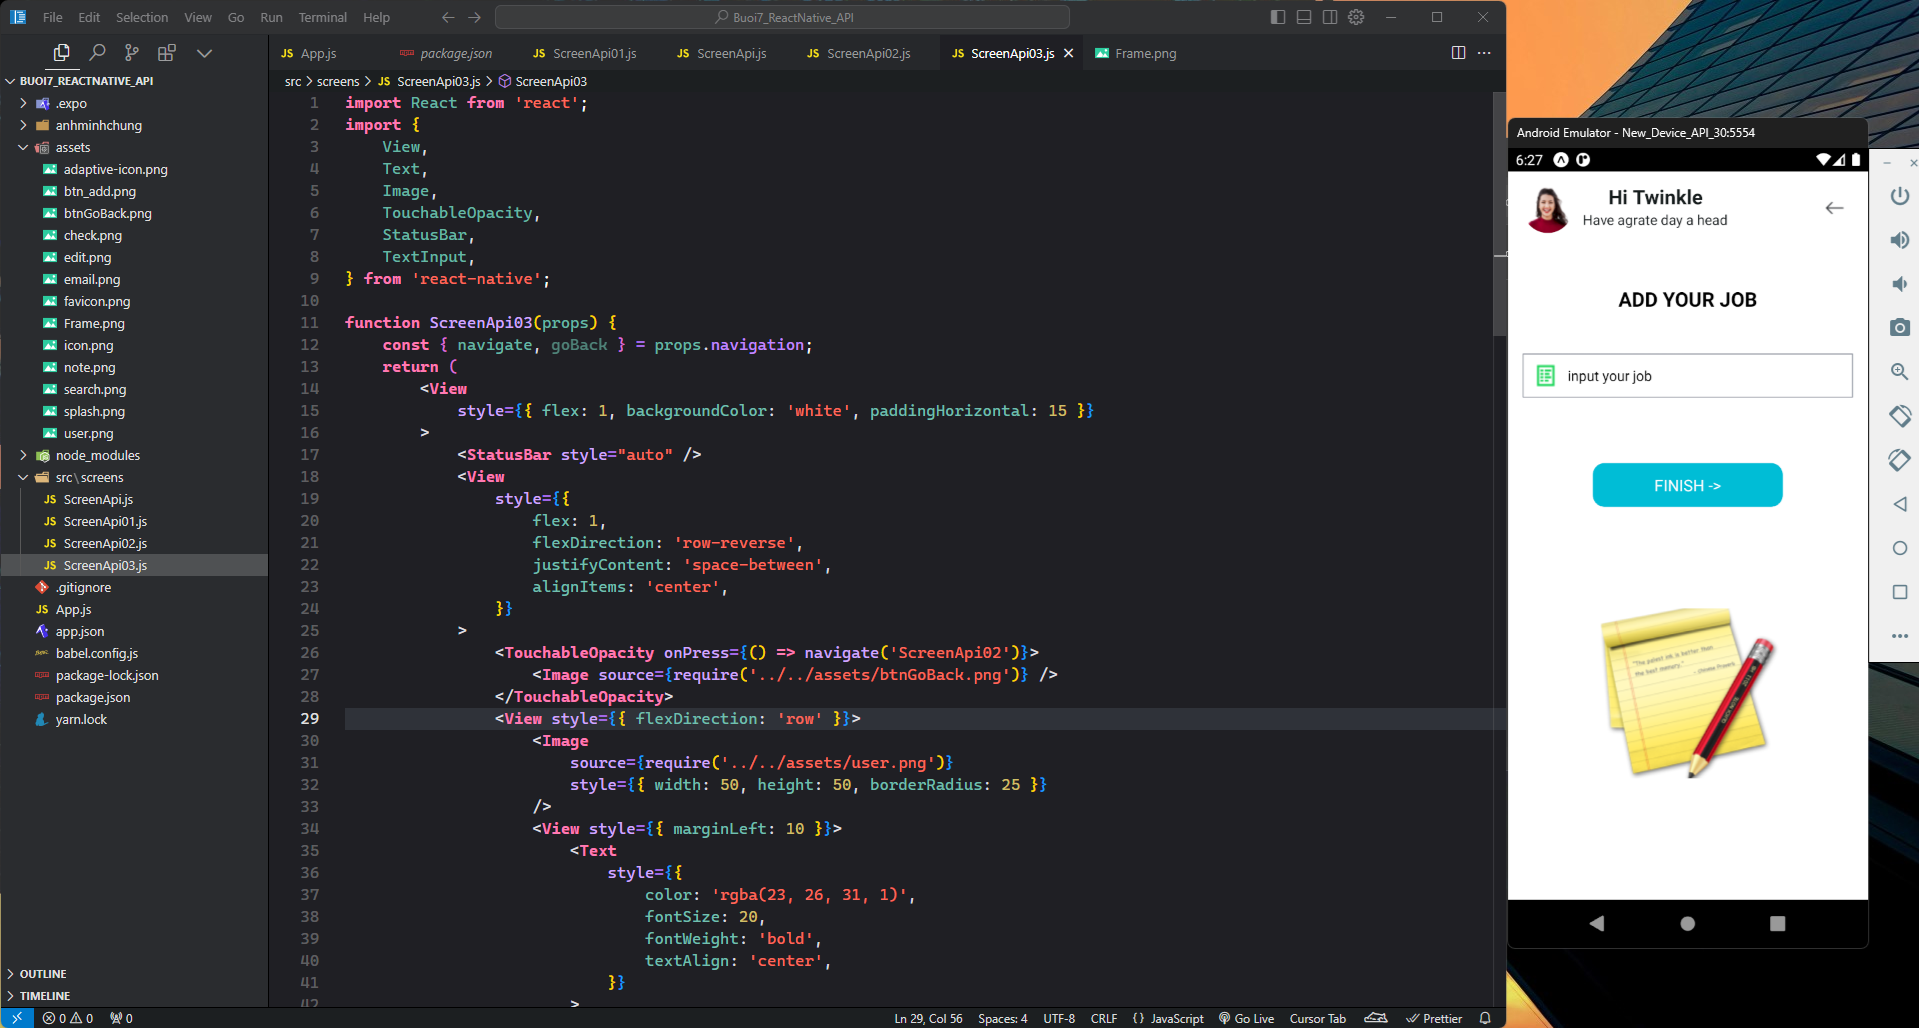 File Edit Selection View Go Run Terminal Help
Buoi7_ReactNative_API
BUOI7_REACTNATIVE_API
.expo
anhminhchung
assets
adaptive-icon.png
btn_add.png
btnGoBack.png
check.png
edit.png
email.png
favicon.png
Frame.png
icon.png
note.png
search.png
splash.png
user.png
node_modules
src\screens
JS ScreenApi.js
JS ScreenApi01.js
JS ScreenApi02.js
JS ScreenApi03.js
.gitignore
JS App.js
app.json
babel.config.js
package-lock.json
package.json
yarn.lock
OUTLINE
TIMELINE
JS App.js package.json JS ScreenApi01.js JS ScreenApi.js JS ScreenApi02.js JS ScreenApi03.js Frame.png
src > screens > JS ScreenApi03.js > ScreenApi03
1 import React from 'react';
2 import {
3 View,
4 Text,
5 Image,
6 TouchableOpacity,
7 StatusBar,
8 TextInput,
9 } from 'react-native';
10
11 function ScreenApi03(props) {
12 const { navigate, goBack } = props.navigation;
13 return (
14 <View
15 style={{ flex: 1, backgroundColor: 'white', paddingHorizontal: 15 }}
16 >
17 <StatusBar style="auto" />
18 <View
19 style={{
20 flex: 1,
21 flexDirection: 'row-reverse',
22 justifyContent: 'space-between',
23 alignItems: 'center',
24 }}
25 >
26 <TouchableOpacity onPress={() => navigate('ScreenApi02')}>
27 <Image source={require('../../assets/btnGoBack.png')} />
28 </TouchableOpacity>
29 <View style={{ flexDirection: 'row' }}>
30 <Image
31 source={require('../../assets/user.png')}
32 style={{ width: 50, height: 50, borderRadius: 25 }}
33 />
34 <View style={{ marginLeft: 10 }}>
35 <Text
36 style={{
37 color: 'rgba(23, 26, 31, 1)',
38 fontSize: 20,
39 fontWeight: 'bold',
40 textAlign: 'center',
41 }}
42 >
0 0 0
Ln 29, Col 56 Spaces: 4 UTF-8 CRLF {} JavaScript Go Live Cursor Tab Prettier
Android Emulator - New_Device_API_30:5554
6:27
Hi Twinkle
Have agrate day a head
ADD YOUR JOB
input your job
FINISH ->